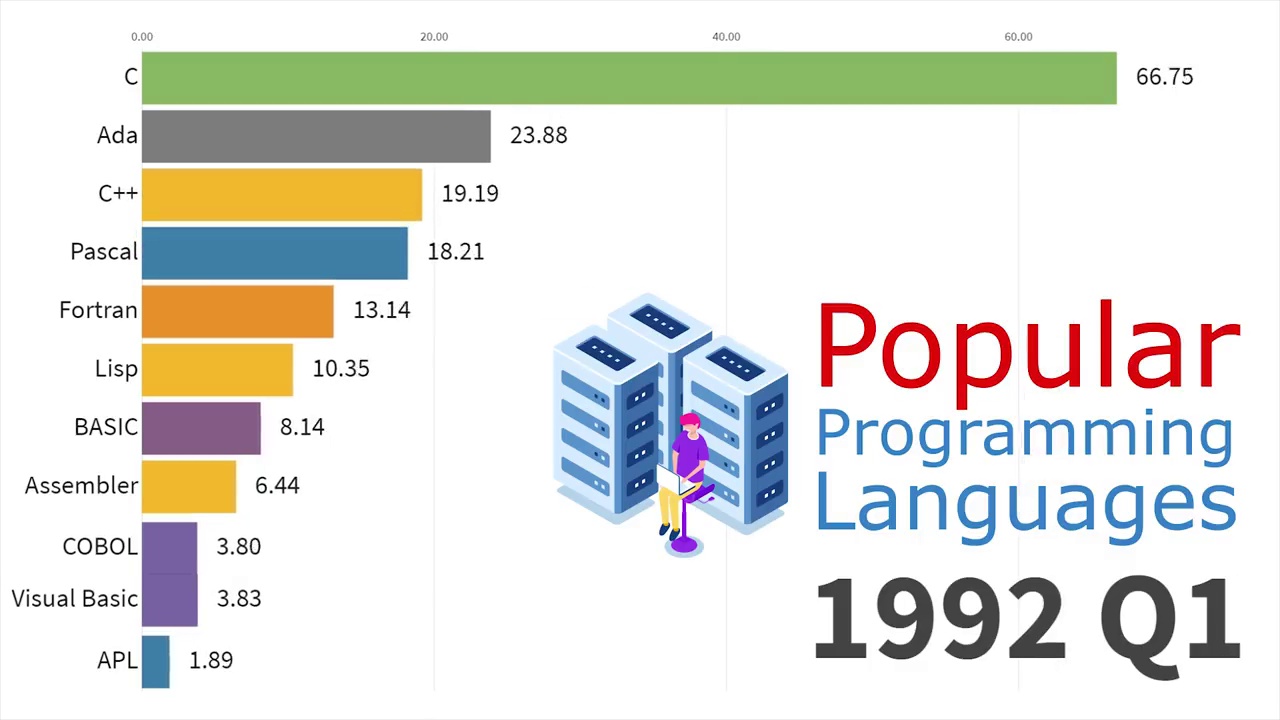 0.00 20.00 40.00 60.00
C 66.75
Ada 23.88
C++ 19.19
Pascal 18.21
Fortran 13.14
Lisp 10.35
BASIC 8.14
Assembler 6.44
COBOL 3.80
Visual Basic 3.83
APL 1.89
Popular
Programming
Languages
1992 Q1